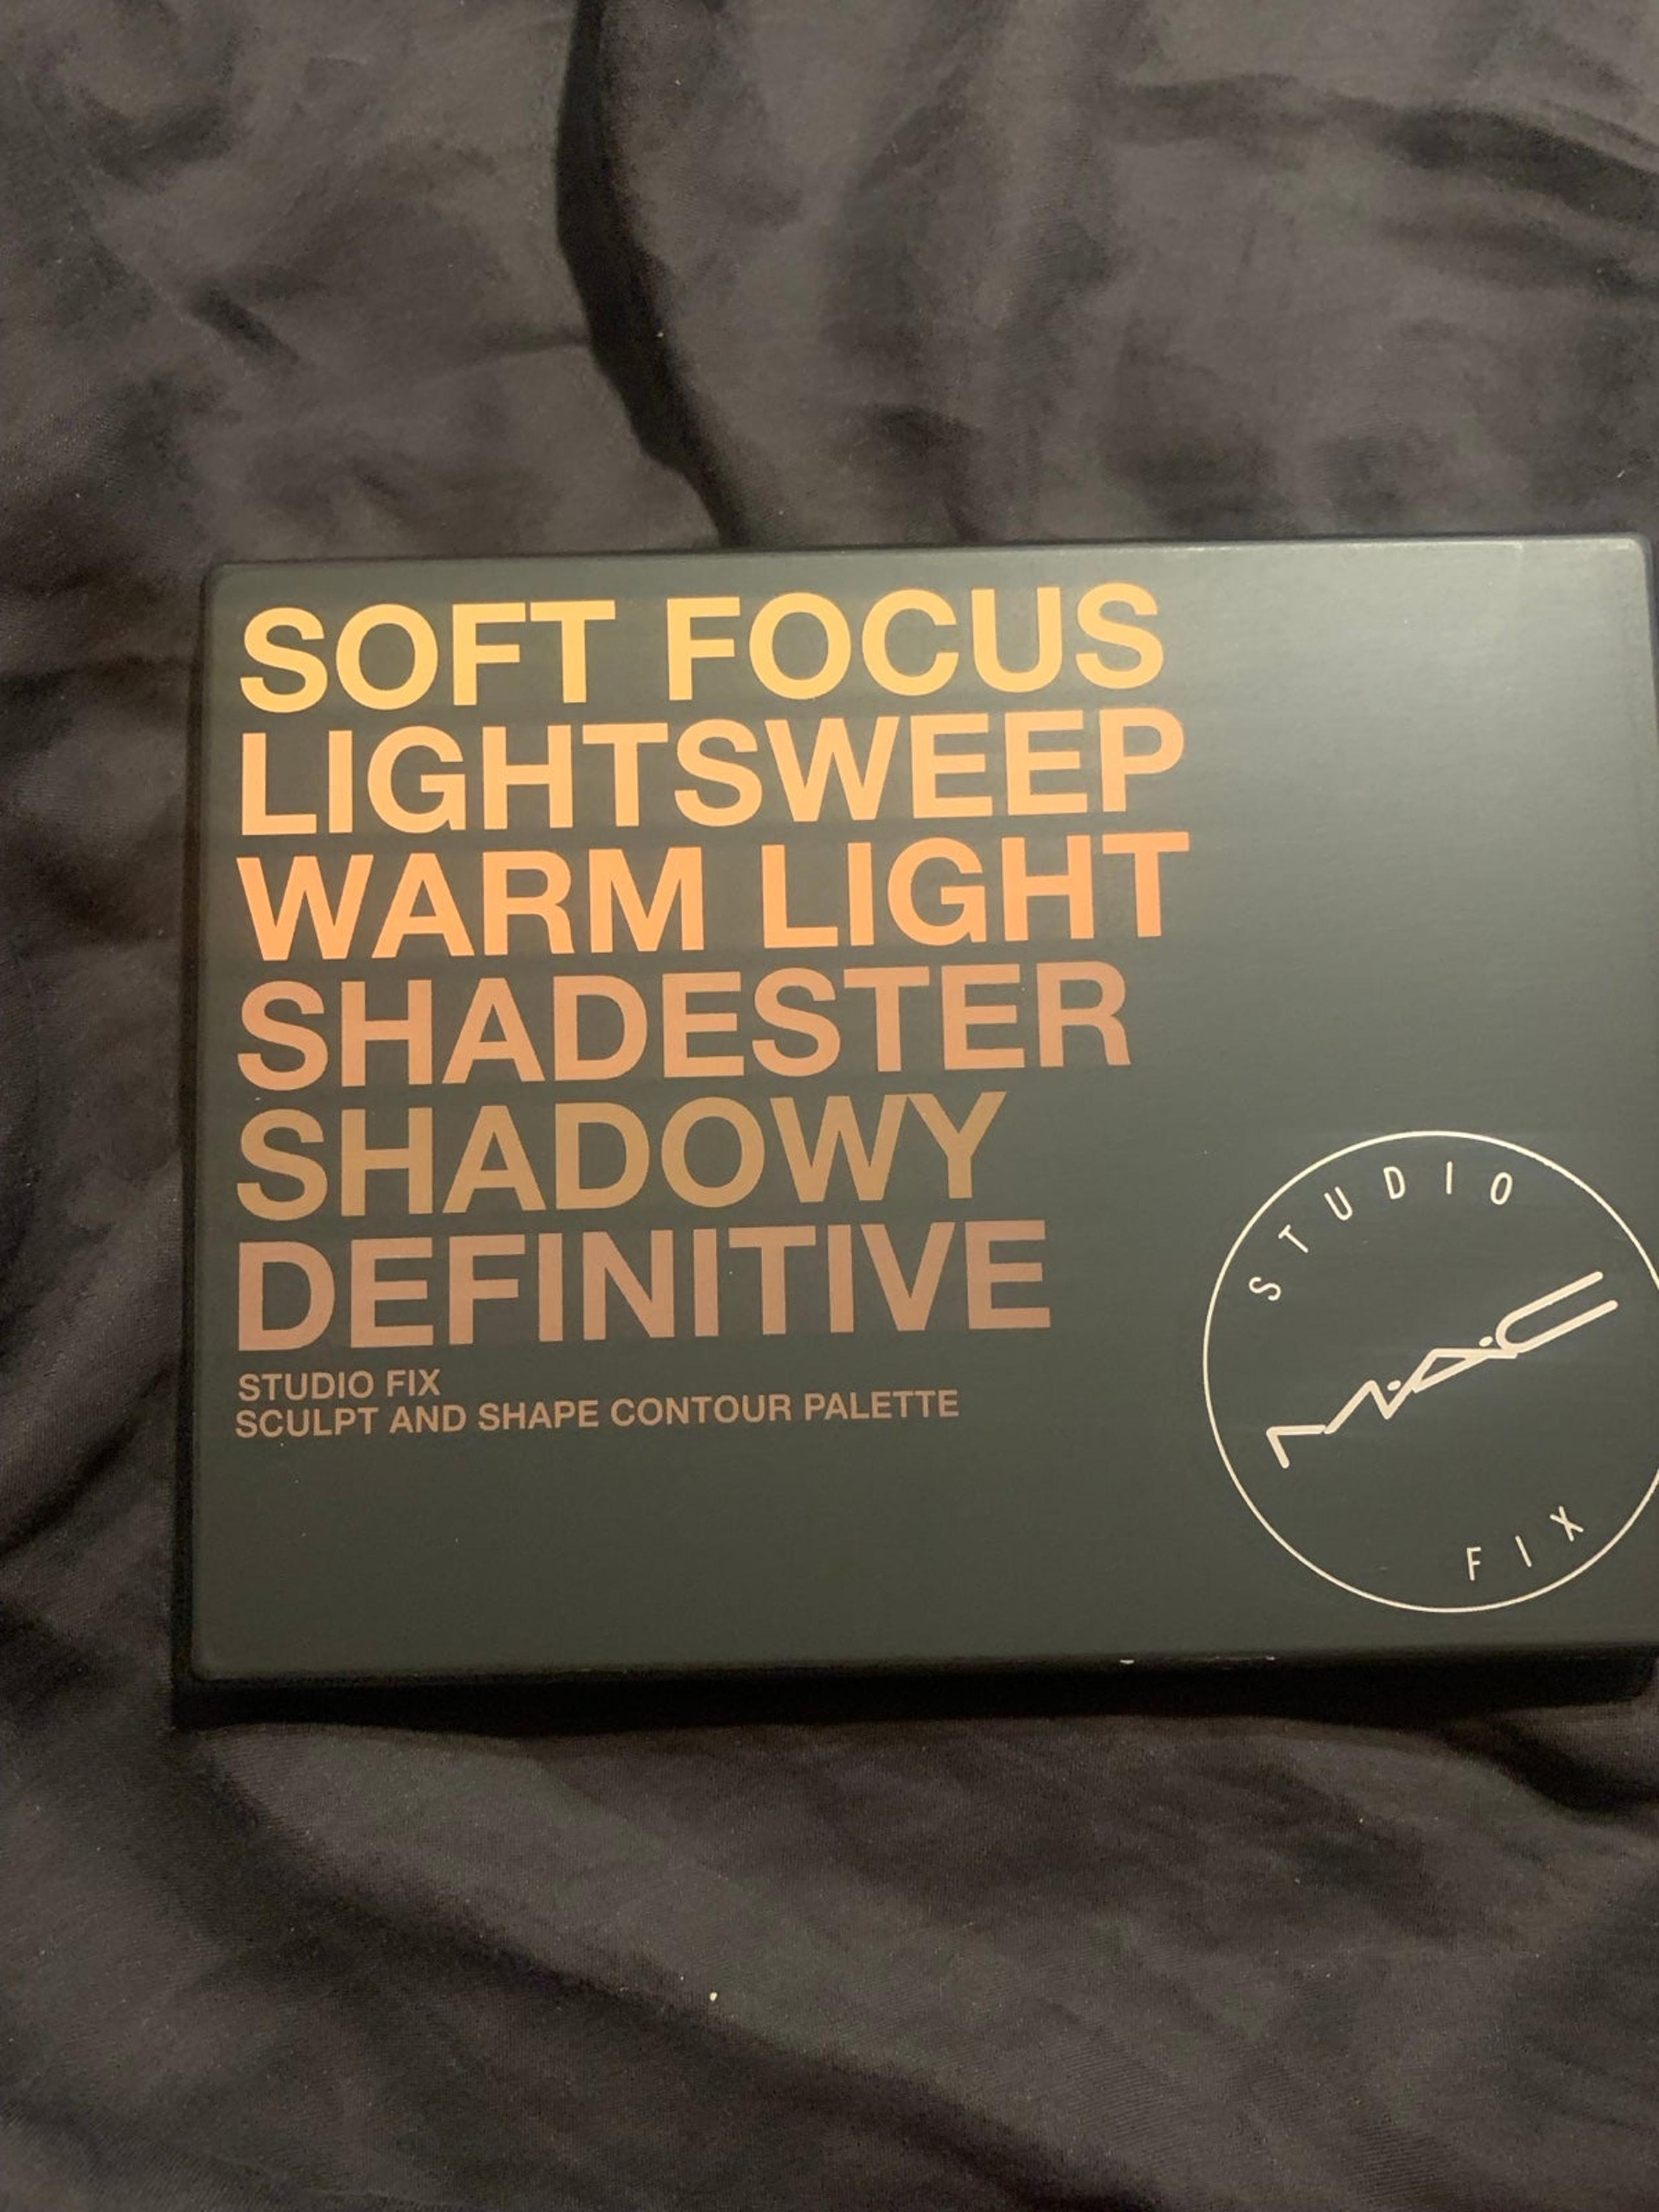 SOFT FOCUS
LIGHTSWEEP
WARM LIGHT
SHADESTER
SHADOWY
DEFINITIVE
STUDIO FIX
SCULPT AND SHAPE CONTOUR PALETTE
STUDIO
M·A·C
FIX